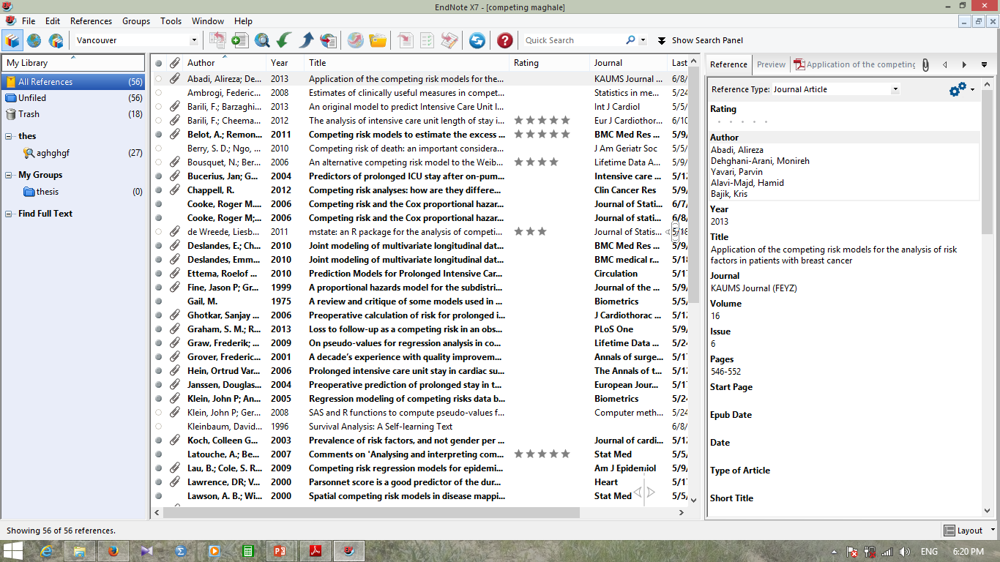 EndNote X7 - [competing maghale]
File Edit References Groups Tools Window Help
Vancouver
Quick Search
Show Search Panel
My Library
All References (56)
Unfiled (56)
Trash (18)
thes
aghghgf (27)
My Groups
thesis (0)
Find Full Text
Author Year Title Rating Journal Last
Abadi, Alireza; De... 2013 Application of the competing risk models for the... KAUMS Journal ... 6/8/
Ambrogi, Federic... 2008 Estimates of clinically useful measures in compet... Statistics in me... 5/24
Barili, F.; Barzaghi... 2013 An original model to predict Intensive Care Unit l... Int J Cardiol 5/5/
Barili, F.; Cheema... 2012 The analysis of intensive care unit length of stay i... Eur J Cardiothor... 6/10
Belot, A.; Remon... 2011 Competing risk models to estimate the excess ... BMC Med Res ... 5/9/
Berry, S. D.; Ngo, ... 2010 Competing risk of death: an important considera... J Am Geriatr Soc 5/5/
Bousquet, N.; Ber... 2006 An alternative competing risk model to the Weib... Lifetime Data A... 5/9/
Bucerius, Jan; G... 2004 Predictors of prolonged ICU stay after on-pum... Intensive care ... 5/12
Chappell, R. 2012 Competing risk analyses: how are they differe... Clin Cancer Res 5/9/
Cooke, Roger M.... 2006 Competing risk and the Cox proportional hazar... Journal of Stati... 6/7/
Cooke, Roger M;... 2006 Competing risk and the Cox proportional hazar... Journal of stati... 6/8/
de Wreede, Liesb... 2011 mstate: an R package for the analysis of competi... Journal of Statis... 5/18
Deslandes, E.; Ch... 2010 Joint modeling of multivariate longitudinal dat... BMC Med Res ... 5/9/
Deslandes, Emm... 2010 Joint modeling of multivariate longitudinal dat... BMC medical r... 5/18
Ettema, Roelof ... 2010 Prediction Models for Prolonged Intensive Car... Circulation 5/17
Fine, Jason P; Gr... 1999 A proportional hazards model for the subdistri... Journal of the ... 5/9/
Gail, M. 1975 A review and critique of some models used in ... Biometrics 5/5/
Ghotkar, Sanjay ... 2006 Preoperative calculation of risk for prolonged i... J Cardiothorac ... 5/17
Graham, S. M.; R... 2013 Loss to follow-up as a competing risk in an obs... PLoS One 5/9/
Graw, Frederik; ... 2009 On pseudo-values for regression analysis in co... Lifetime Data ... 5/24
Grover, Frederic... 2001 A decade's experience with quality improvem... Annals of surge... 5/17
Hein, Ortrud Var... 2006 Prolonged intensive care unit stay in cardiac su... The Annals of t... 5/12
Janssen, Douglas... 2004 Preoperative prediction of prolonged stay in t... European Jour... 5/17
Klein, John P; An... 2005 Regression modeling of competing risks data b... Biometrics 5/24
Klein, John P; Ger... 2008 SAS and R functions to compute pseudo-values f... Computer meth... 5/24
Kleinbaum, David... 1996 Survival Analysis: A Self-learning Text 6/8/
Koch, Colleen G... 2003 Prevalence of risk factors, and not gender per ... Journal of cardi... 5/12
Latouche, A.; Be... 2007 Comments on 'Analysing and interpreting com... Stat Med 5/5/
Lau, B.; Cole, S. R... 2009 Competing risk regression models for epidemi... Am J Epidemiol 5/9/
Lawrence, DR; V... 2000 Parsonnet score is a good predictor of the dur... Heart 5/17
Lawson, A. B.; Wi... 2000 Spatial competing risk models in disease mappi... Stat Med 5/5/
Reference Preview Application of the competing
Reference Type: Journal Article
Rating
Author
Abadi, Alireza
Dehghani-Arani, Monireh
Yavari, Parvin
Alavi-Majd, Hamid
Bajik, Kris
Year
2013
Title
Application of the competing risk models for the analysis of risk
factors in patients with breast cancer
Journal
KAUMS Journal (FEYZ)
Volume
16
Issue
6
Pages
546-552
Start Page
Epub Date
Date
Type of Article
Short Title
Showing 56 of 56 references.
Layout
ENG 6:20 PM